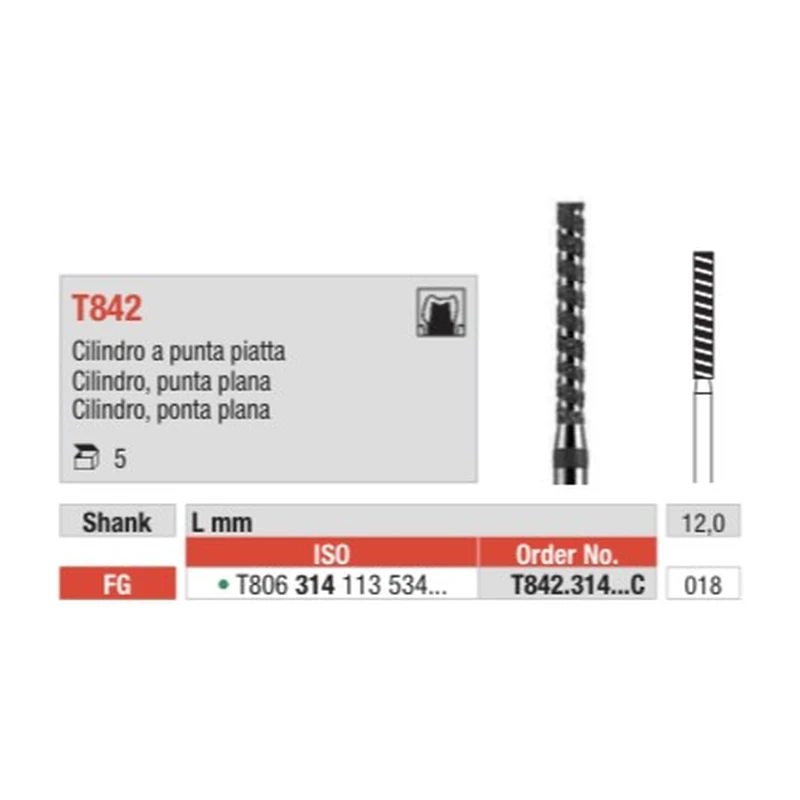 T842
Cilindro a punta piatta
Cilindro, punta plana
Cilindro, ponta plana
5
Shank L mm 12,0
ISO Order No.
FG • T806 314 113 534... T842.314...C 018